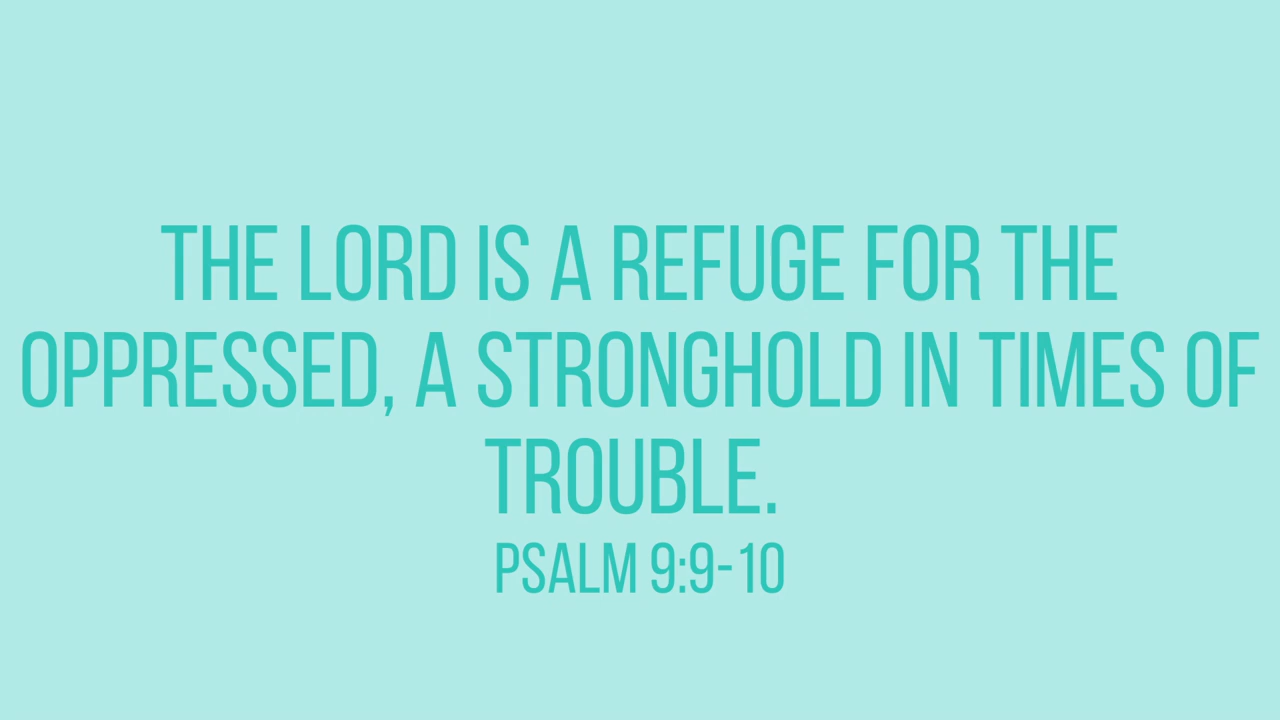 THE LORD IS A REFUGE FOR THE
OPPRESSED, A STRONGHOLD IN TIMES OF
TROUBLE.
PSALM 9:9-10